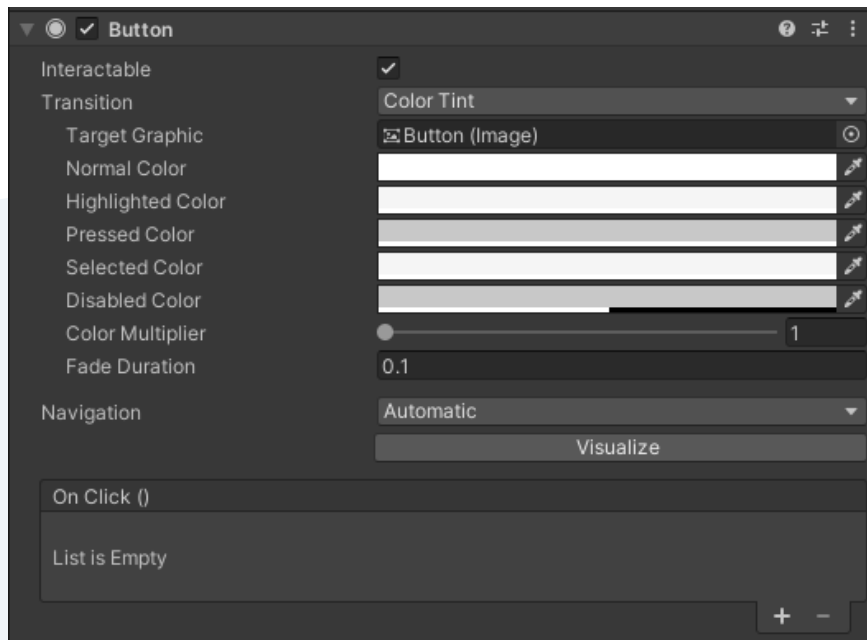 Button
Interactable
Transition Color Tint
Target Graphic Button (Image)
Normal Color
Highlighted Color
Pressed Color
Selected Color
Disabled Color
Color Multiplier 1
Fade Duration 0.1
Navigation Automatic
Visualize
On Click ()
List is Empty